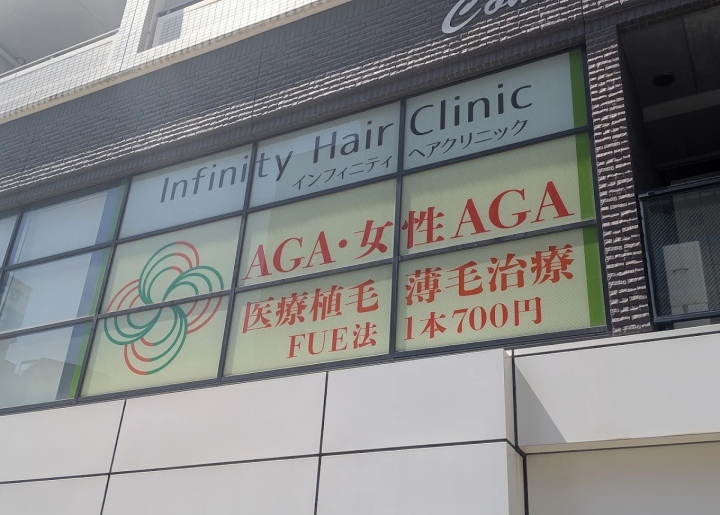 Infinity Hair Clinic
インフィニティ ヘアクリニック
AGA・女性AGA
医療植毛 薄毛治療
FUE法 1本700円